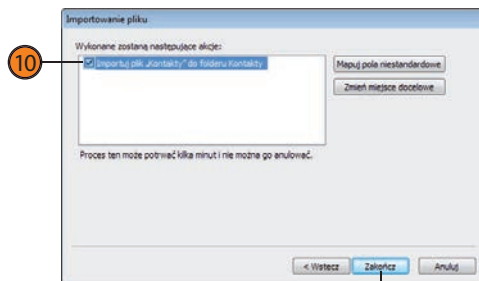 Importowanie pliku
Wykonane zostaną następujące akcje:
10
Importuj plik „Kontakty” do folderu Kontakty
Mapuj pola niestandardowe
Zmień miejsce docelowe
Proces ten może potrwać kilka minut i nie można go anulować.
< Wstecz Zakończ Anuluj